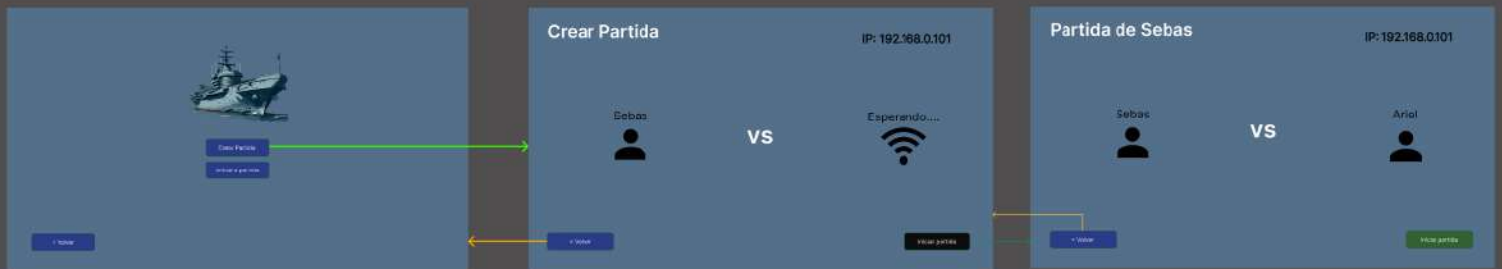 Crear Partida
< Volver
Crear Partida
IP: 192.168.0.101
Sebas
VS
Esperando....
< Volver
Iniciar partida
Partida de Sebas
IP: 192.168.0.101
Sebas
VS
Ariel
< Volver
Iniciar partida